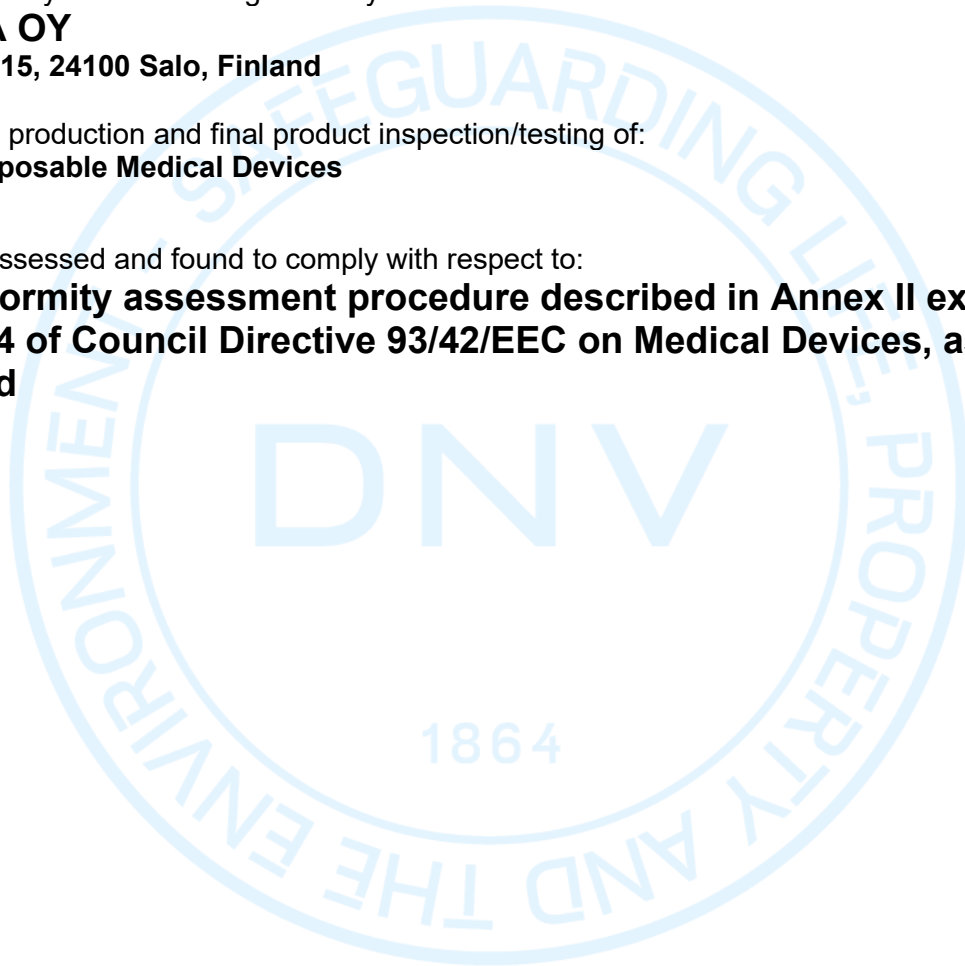 A OY
15, 24100 Salo, Finland
production and final product inspection/testing of:
posable Medical Devices
ssessed and found to comply with respect to:
ormity assessment procedure described in Annex II ex
4 of Council Directive 93/42/EEC on Medical Devices, a
d
SAFEGUARDING LIFE, PROPERTY AND THE ENVIRONMENT
DNV
1864